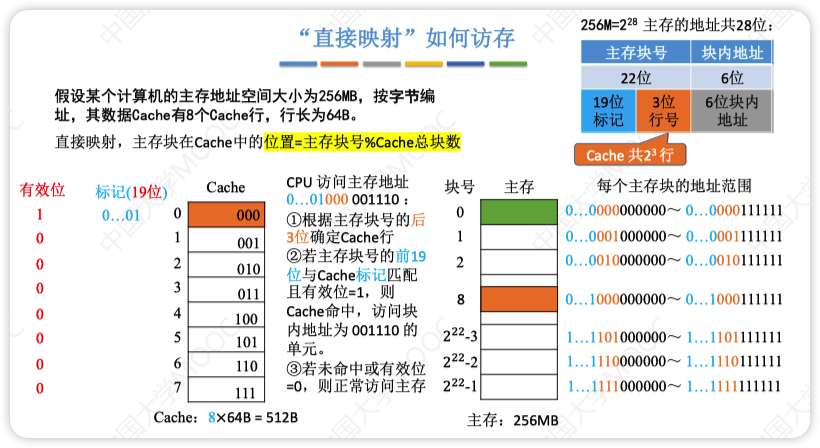 “直接映射”如何访存
256M=2²⁸ 主存的地址共28位：
主存块号 块内地址
22位 6位
19位标记 3位行号 6位块内地址
Cache 共2³ 行
假设某个计算机的主存地址空间大小为256MB，按字节编
址，其数据Cache有8个Cache行，行长为64B。
直接映射，主存块在Cache中的位置=主存块号%Cache总块数
有效位 标记(19位) Cache
1 0…01 0 000
0 1 001
0 2 010
0 3 011
0 4 100
0 5 101
0 6 110
0 7 111
Cache：8×64B = 512B
CPU 访问主存地址
0…01000 001110：
①根据主存块号的后
3位确定Cache行
②若主存块号的前19
位与Cache标记匹配
且有效位=1，则
Cache命中，访问块
内地址为 001110 的
单元。
③若未命中或有效位
=0，则正常访问主存
块号 主存 每个主存块的地址范围
0 0…0000000000～ 0…0000111111
1 0…0001000000～ 0…0001111111
2 0…0010000000～ 0…0010111111
8 0…1000000000～ 0…1000111111
2²²-3 1…1101000000～ 1…1101111111
2²²-2 1…1110000000～ 1…1110111111
2²²-1 1…1111000000～ 1…1111111111
主存：256MB
中国大学MOOC